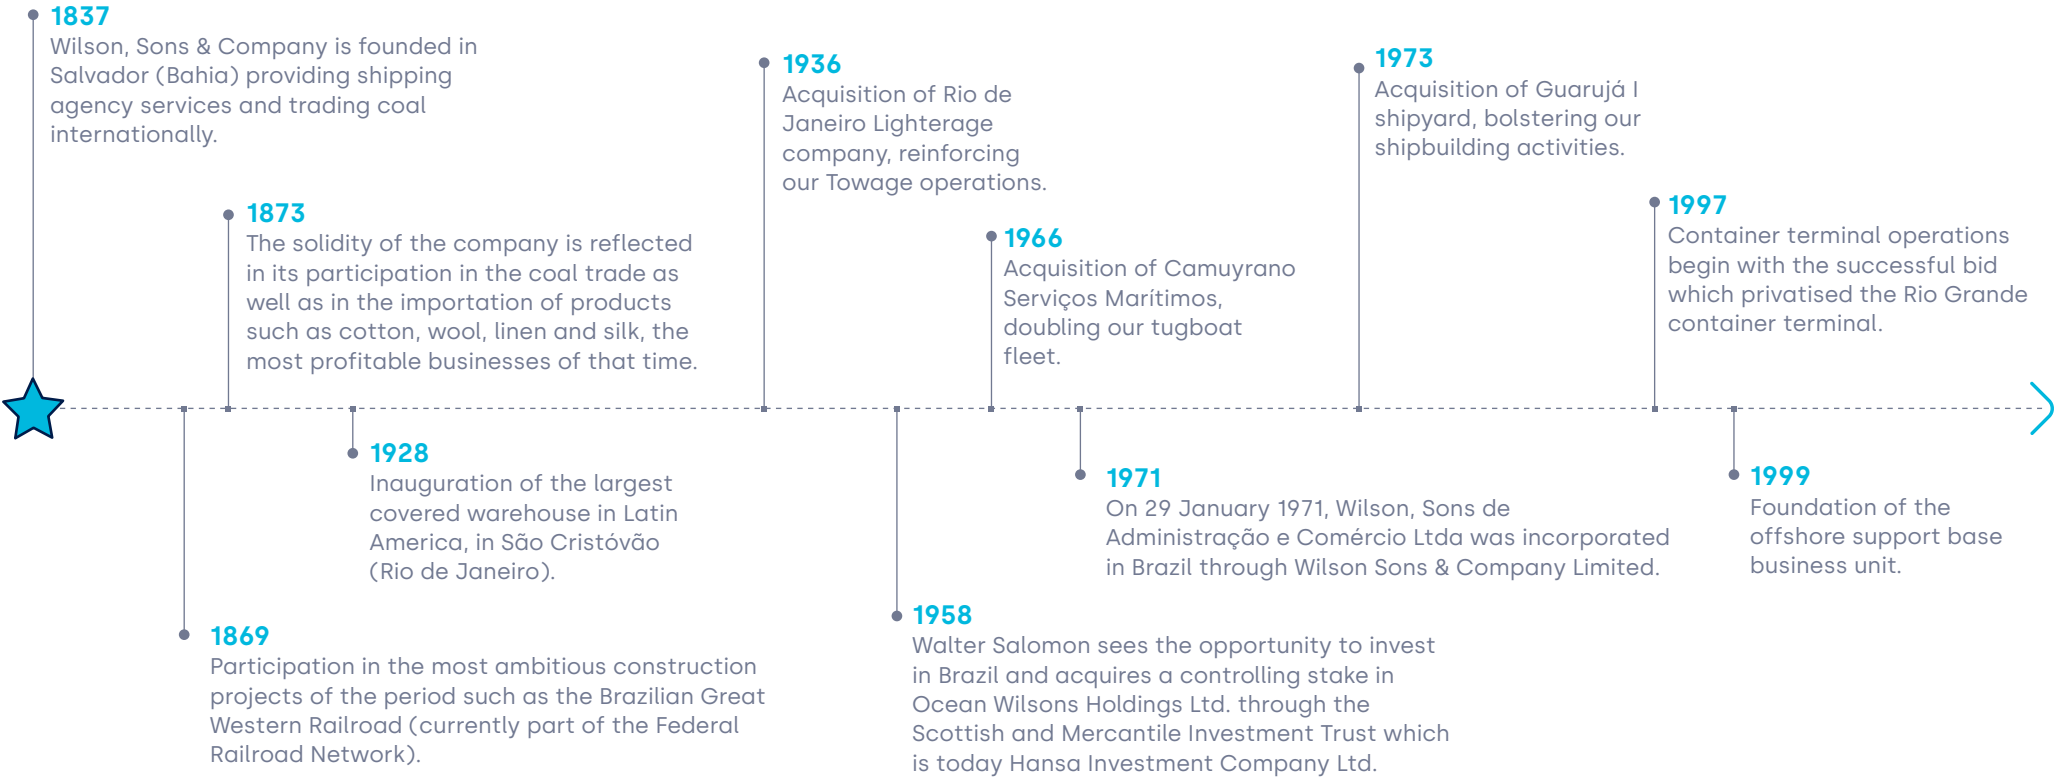 1837
Wilson, Sons & Company is founded in
Salvador (Bahia) providing shipping
agency services and trading coal
internationally.
1873
The solidity of the company is reflected
in its participation in the coal trade as
well as in the importation of products
such as cotton, wool, linen and silk, the
most profitable businesses of that time.
1936
Acquisition of Rio de
Janeiro Lighterage
company, reinforcing
our Towage operations.
1966
Acquisition of Camuyrano
Serviços Marítimos,
doubling our tugboat
fleet.
1973
Acquisition of Guarujá I
shipyard, bolstering our
shipbuilding activities.
1997
Container terminal operations
begin with the successful bid
which privatised the Rio Grande
container terminal.
1869
Participation in the most ambitious construction
projects of the period such as the Brazilian Great
Western Railroad (currently part of the Federal
Railroad Network).
1928
Inauguration of the largest
covered warehouse in Latin
America, in São Cristóvão
(Rio de Janeiro).
1958
Walter Salomon sees the opportunity to invest
in Brazil and acquires a controlling stake in
Ocean Wilsons Holdings Ltd. through the
Scottish and Mercantile Investment Trust which
is today Hansa Investment Company Ltd.
1971
On 29 January 1971, Wilson, Sons de
Administração e Comércio Ltda was incorporated
in Brazil through Wilson Sons & Company Limited.
1999
Foundation of the
offshore support base
business unit.